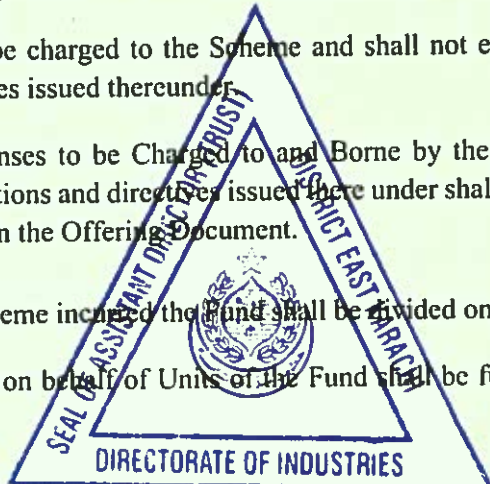 be charged to the Scheme and shall not e
es issued thereunder.
nses to be Charged to and Borne by the
tions and directives issued there under shal
n the Offering Document.
eme incurred the Fund shall be divided on
on behalf of Units of the Fund shall be f
SEAL OF ASSISTANT DIRECTOR (TRUST)
DISTRICT EAST KARACHI
DIRECTORATE OF INDUSTRIES